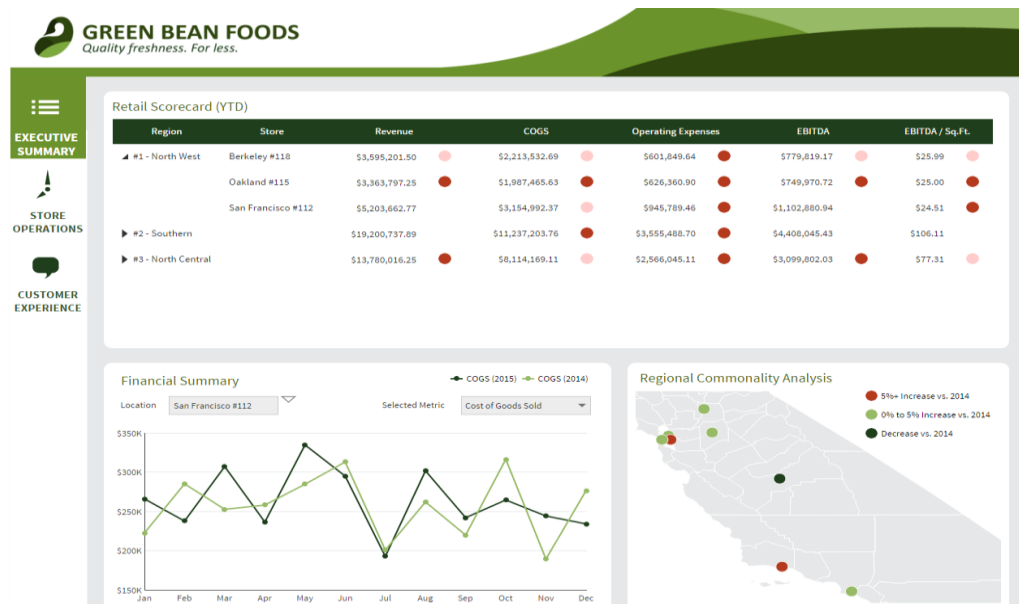 GREEN BEAN FOODS
Quality freshness. For less.
EXECUTIVE
SUMMARY
STORE
OPERATIONS
CUSTOMER
EXPERIENCE
Retail Scorecard (YTD)
Region Store Revenue COGS Operating Expenses EBITDA EBITDA / Sq.Ft.
#1 - North West Berkeley #118 $3,595,201.50 $2,213,532.69 $601,849.64 $779,819.17 $25.99
Oakland #115 $3,363,797.25 $1,987,465.63 $626,360.90 $749,970.72 $25.00
San Francisco #112 $5,203,662.77 $3,154,992.37 $945,789.46 $1,102,880.94 $24.51
#2 - Southern $19,200,737.89 $11,237,203.76 $3,555,488.70 $4,408,045.43 $106.11
#3 - North Central $13,780,016.25 $8,114,169.11 $2,566,045.11 $3,099,802.03 $77.31
Financial Summary
COGS (2015) COGS (2014)
Location San Francisco #112 Selected Metric Cost of Goods Sold
$350K
$300K
$250K
$200K
$150K
Jan Feb Mar Apr May Jun Jul Aug Sep Oct Nov Dec
Regional Commonality Analysis
5%+ Increase vs. 2014
0% to 5% Increase vs. 2014
Decrease vs. 2014